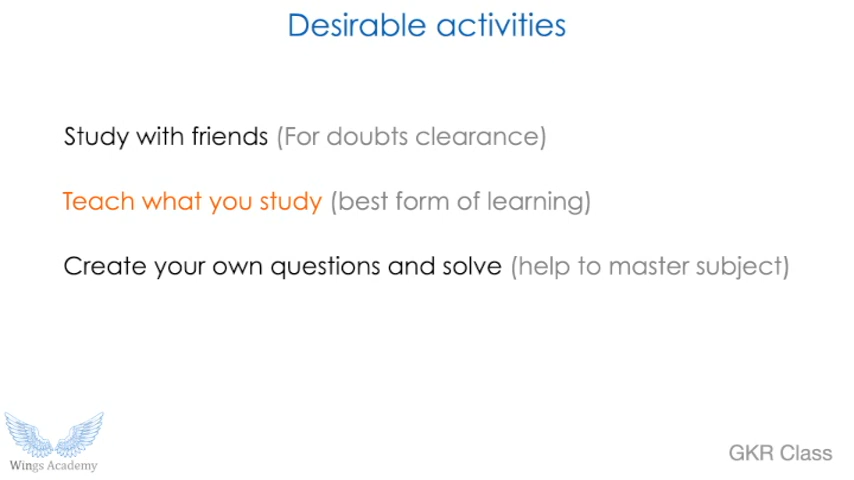 Desirable activities
Study with friends (For doubts clearance)
Teach what you study (best form of learning)
Create your own questions and solve (help to master subject)
Wings Academy
GKR Class